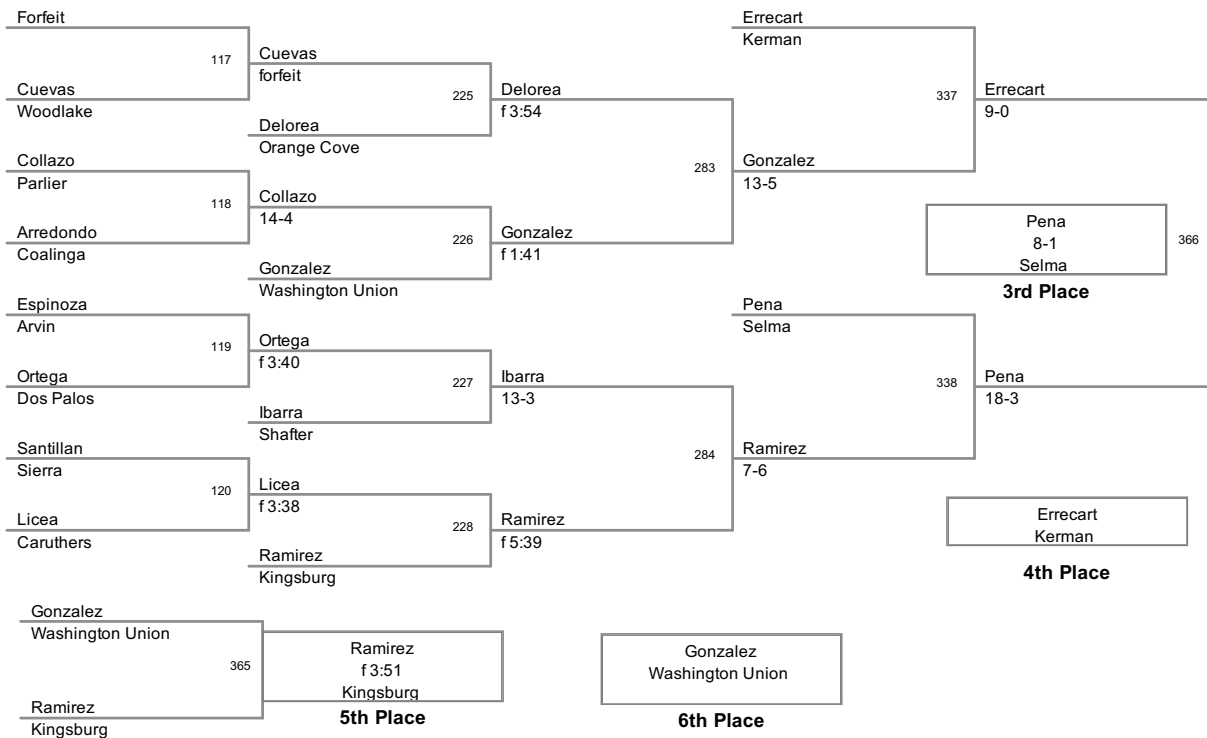 Forfeit
117
Cuevas
Woodlake
Cuevas
forfeit
225
Delorea
Orange Cove
Delorea
f 3:54
Collazo
Parlier
118
Arredondo
Coalinga
Collazo
14-4
226
Gonzalez
Washington Union
Gonzalez
f 1:41
283
Errecart
Kerman
337
Gonzalez
13-5
Errecart
9-0
Pena
8-1
Selma
366
3rd Place
Espinoza
Arvin
119
Ortega
Dos Palos
Ortega
f 3:40
227
Ibarra
Shafter
Ibarra
13-3
Santillan
Sierra
120
Licea
Caruthers
Licea
f 3:38
228
Ramirez
Kingsburg
Ramirez
f 5:39
284
Pena
Selma
338
Ramirez
7-6
Pena
18-3
Errecart
Kerman
4th Place
Gonzalez
Washington Union
365
Ramirez
Kingsburg
Ramirez
f 3:51
Kingsburg
5th Place
Gonzalez
Washington Union
6th Place